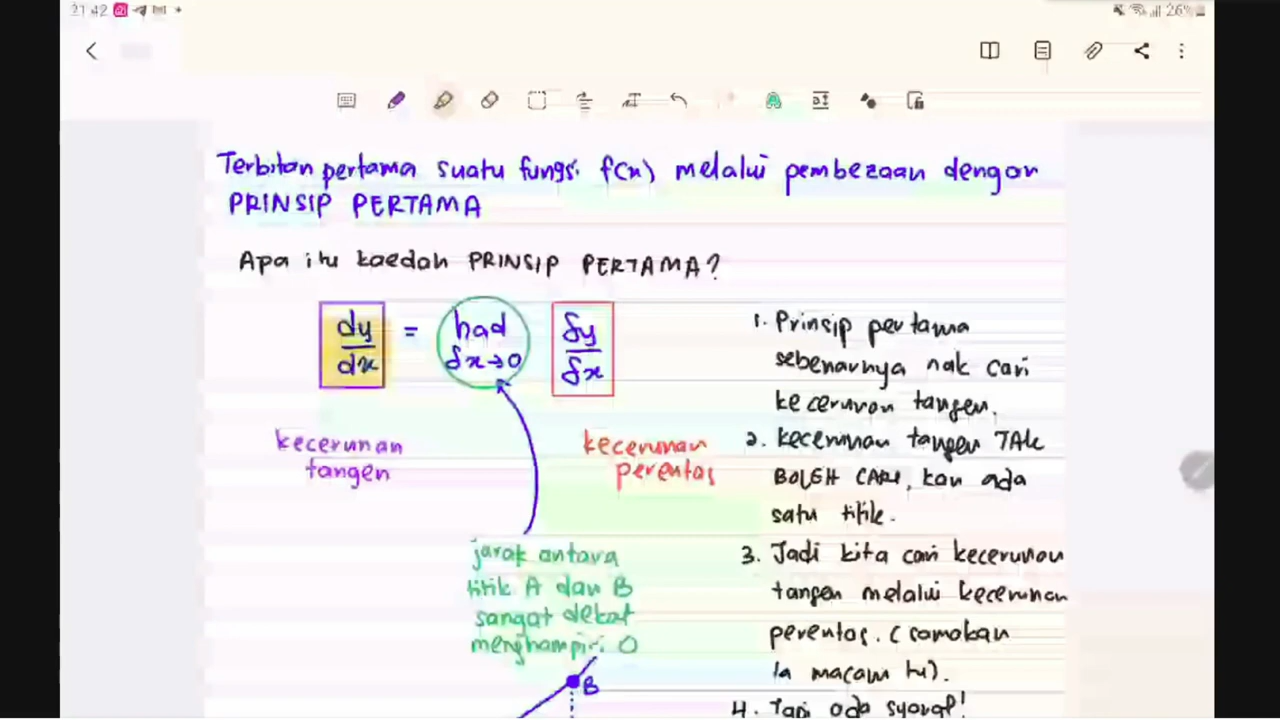 21:42
26%
Terbitan pertama suatu fungsi f(x) melalui pembezaan dengan
PRINSIP PERTAMA
Apa itu kaedah PRINSIP PERTAMA?
dy/dx = had δx→0 δy/δx
kecerunan
tangen
kecerunan
perentas
jarak antara
titik A dan B
sangat dekat
menghampiri 0
B
1. Prinsip pertama
sebenarnya nak cari
kecerunan tangen.
2. kecerunan tangen TAK
BOLEH CARI, kan ada
satu titik.
3. Jadi kita cari kecerunan
tangen melalui kecerunan
perentas. (samakan
la macam tu).
4. Tapi ada syarat!